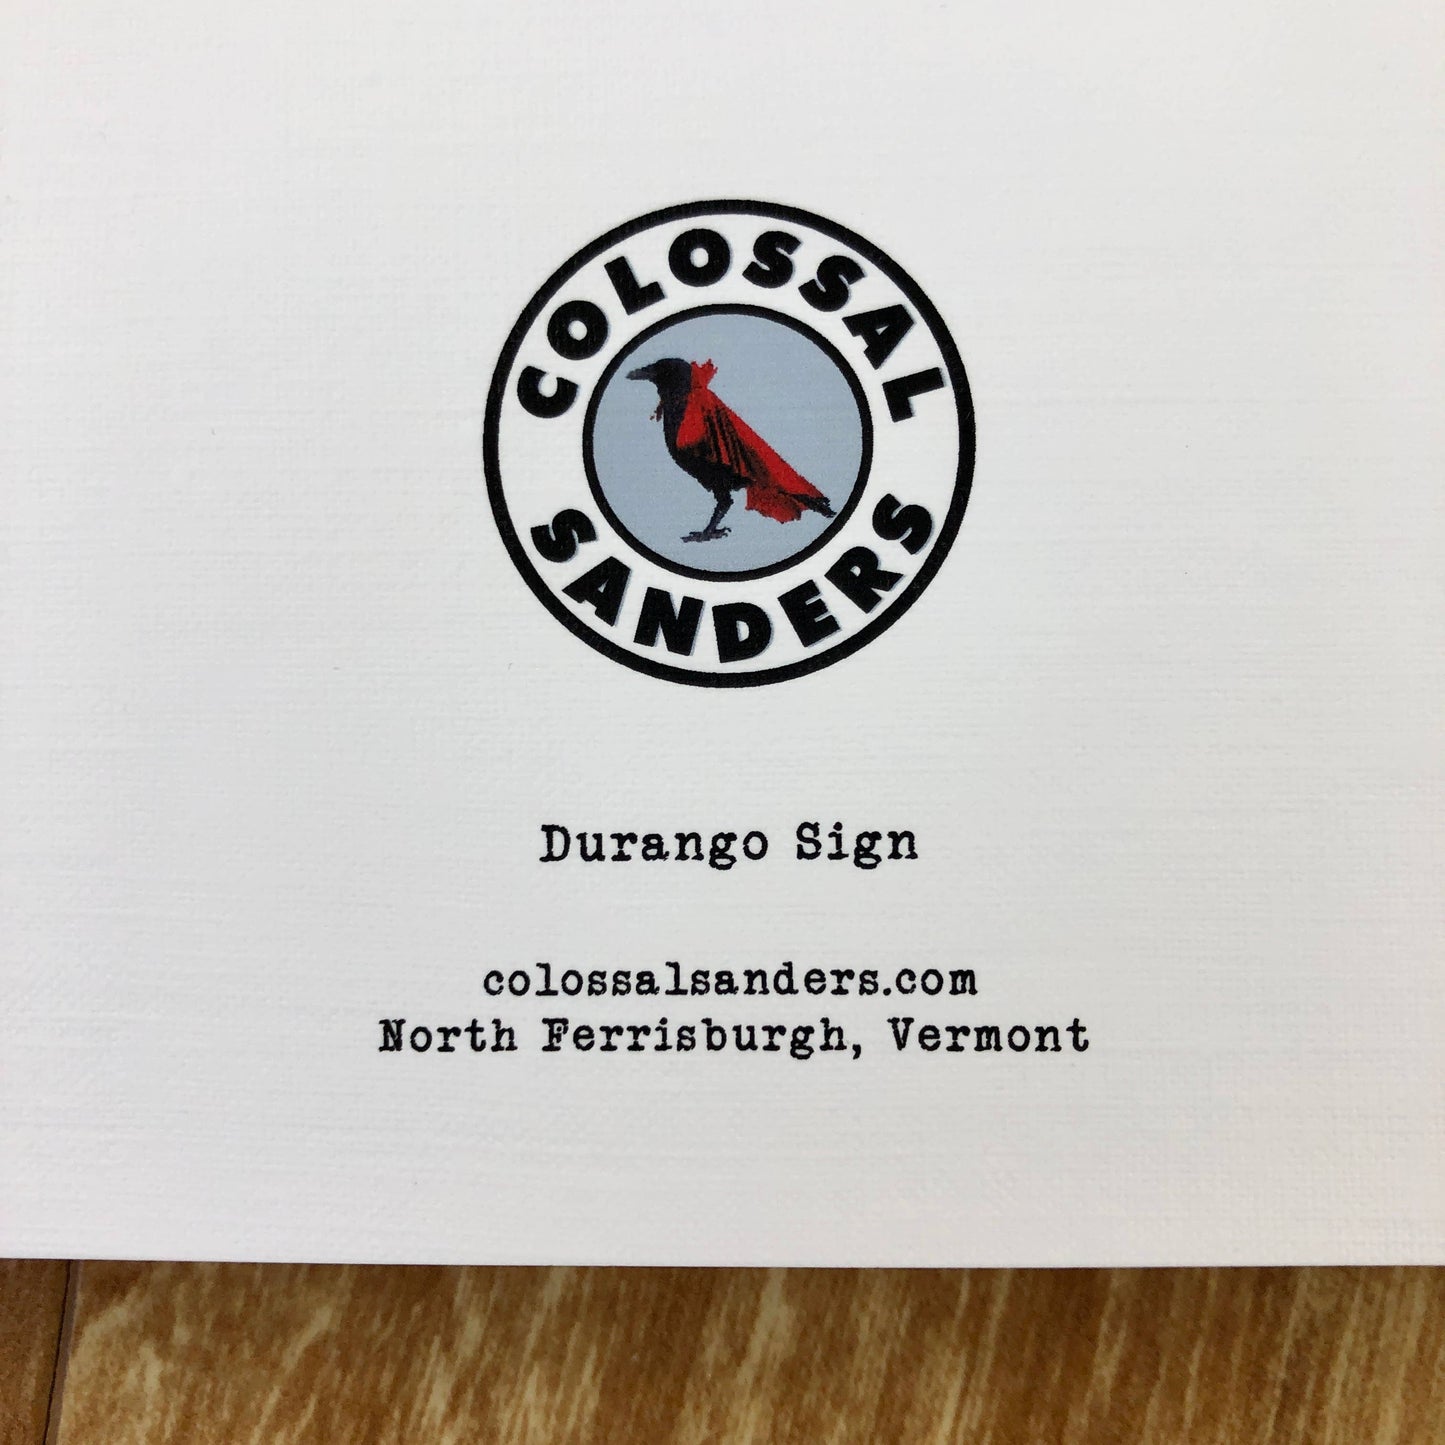 COLOSSAL
SANDERS
Durango Sign
colossalsanders.com
North Ferrisburgh, Vermont